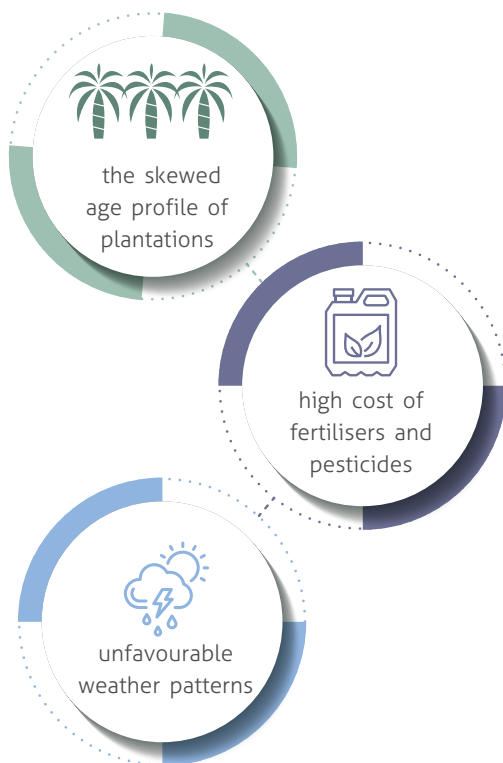 the skewed
age profile of
plantations
high cost of
fertilisers and
pesticides
unfavourable
weather patterns